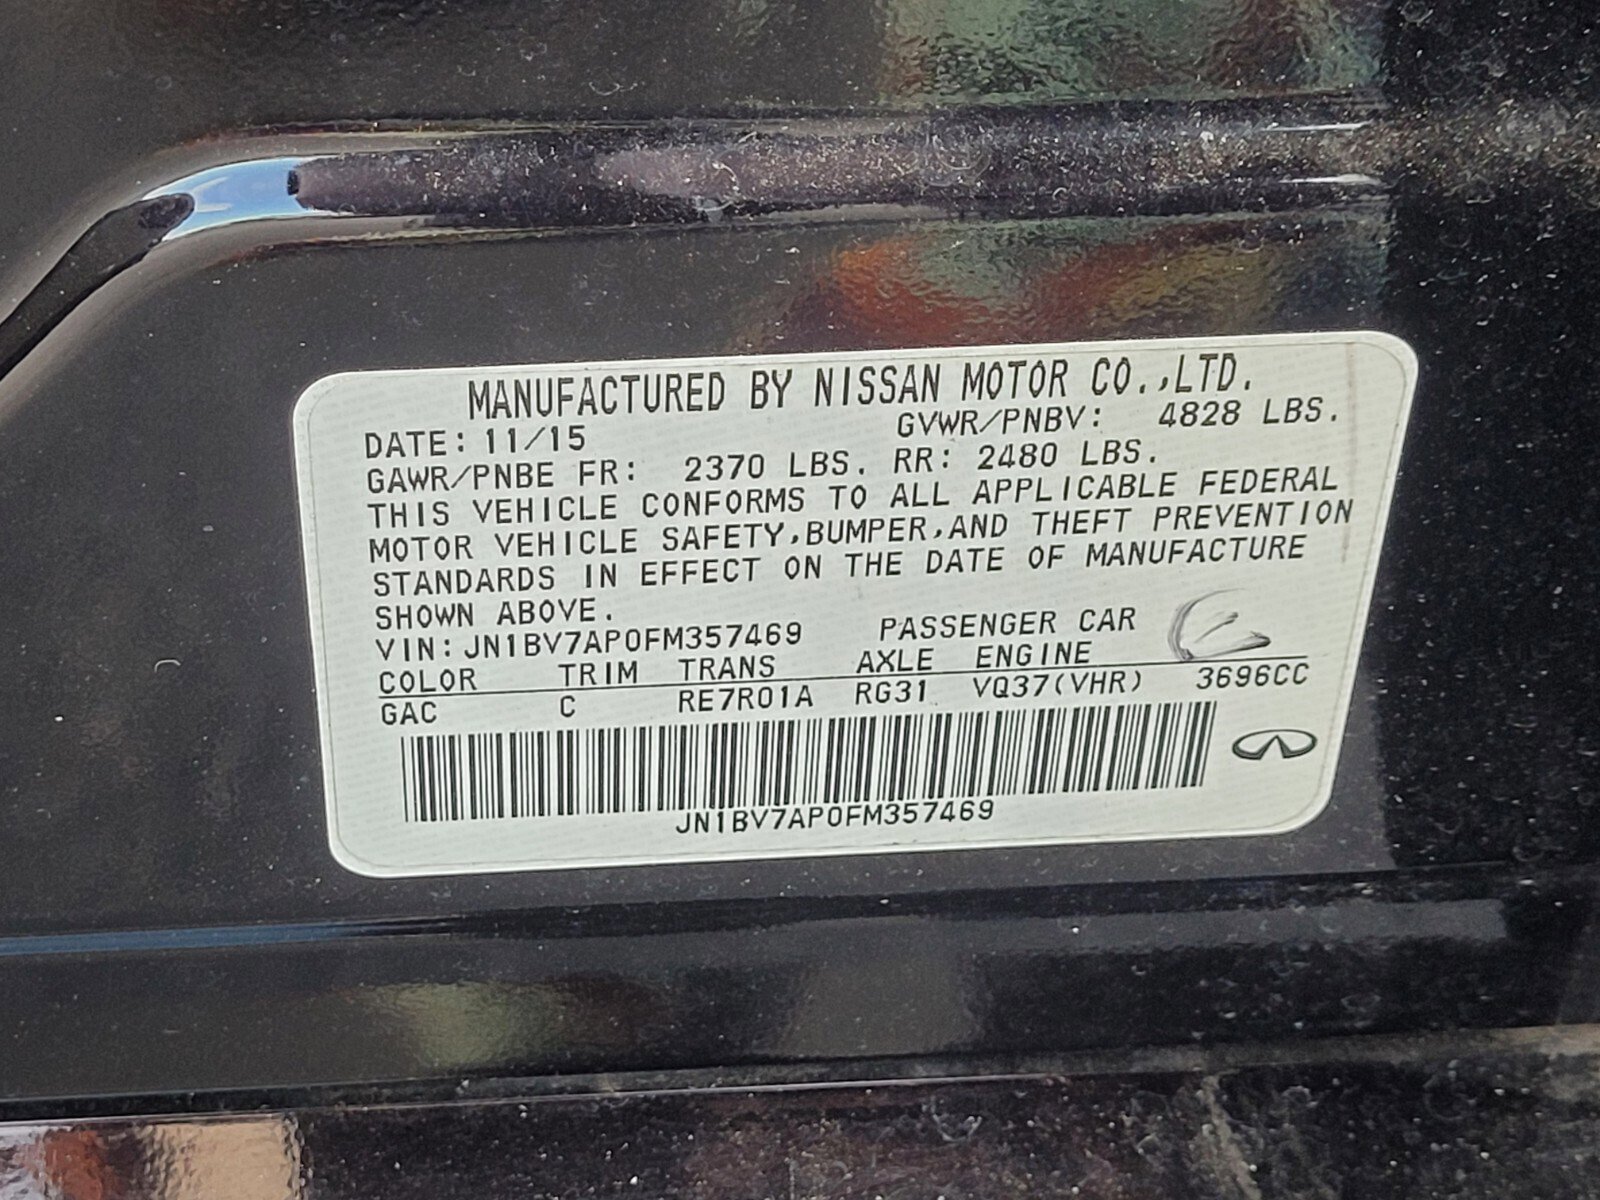 MANUFACTURED BY NISSAN MOTOR CO.,LTD.
DATE: 11/15 GVWR/PNBV: 4828 LBS.
GAWR/PNBE FR: 2370 LBS. RR: 2480 LBS.
THIS VEHICLE CONFORMS TO ALL APPLICABLE FEDERAL
MOTOR VEHICLE SAFETY,BUMPER,AND THEFT PREVENTION
STANDARDS IN EFFECT ON THE DATE OF MANUFACTURE
SHOWN ABOVE.
VIN:JN1BV7AP0FM357469 PASSENGER CAR
COLOR TRIM TRANS AXLE ENGINE
GAC C RE7R01A RG31 VQ37(VHR) 3696CC
JN1BV7AP0FM357469